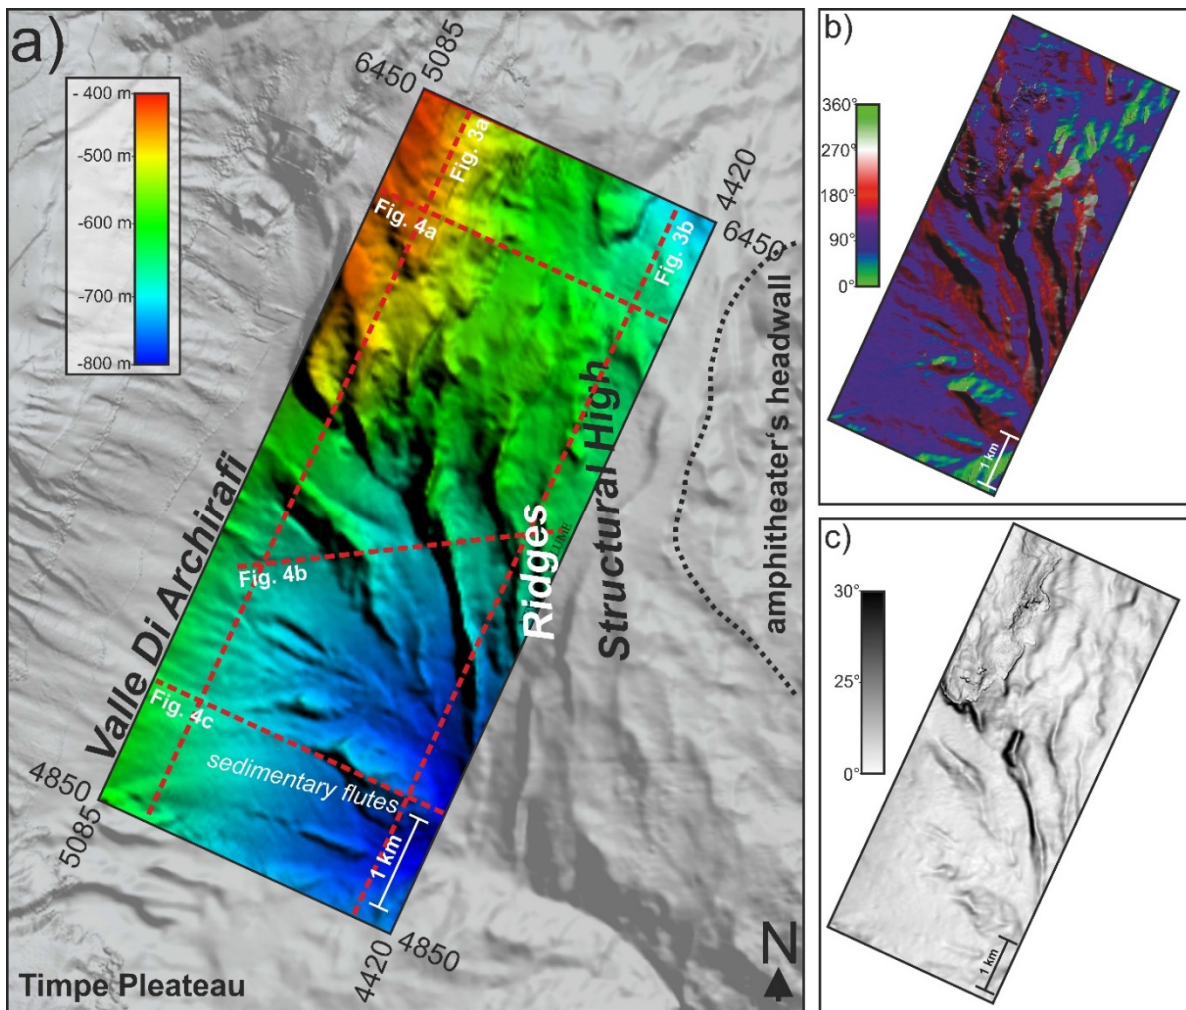 a)
6450
5085
- 400 m
-500 m
-600 m
-700 m
-800 m
Fig. 3a
Fig. 4a
Fig. 3b
4420
6450
amphitheater's headwall
Structural High
Ridges
Fig. 4b
Valle Di Archirafi
Fig. 4c
sedimentary flutes
4850
5085
1 km
4420
4850
N
Timpe Pleateau
b)
360°
270°
180°
90°
0°
1 km
c)
30°
25°
0°
1 km